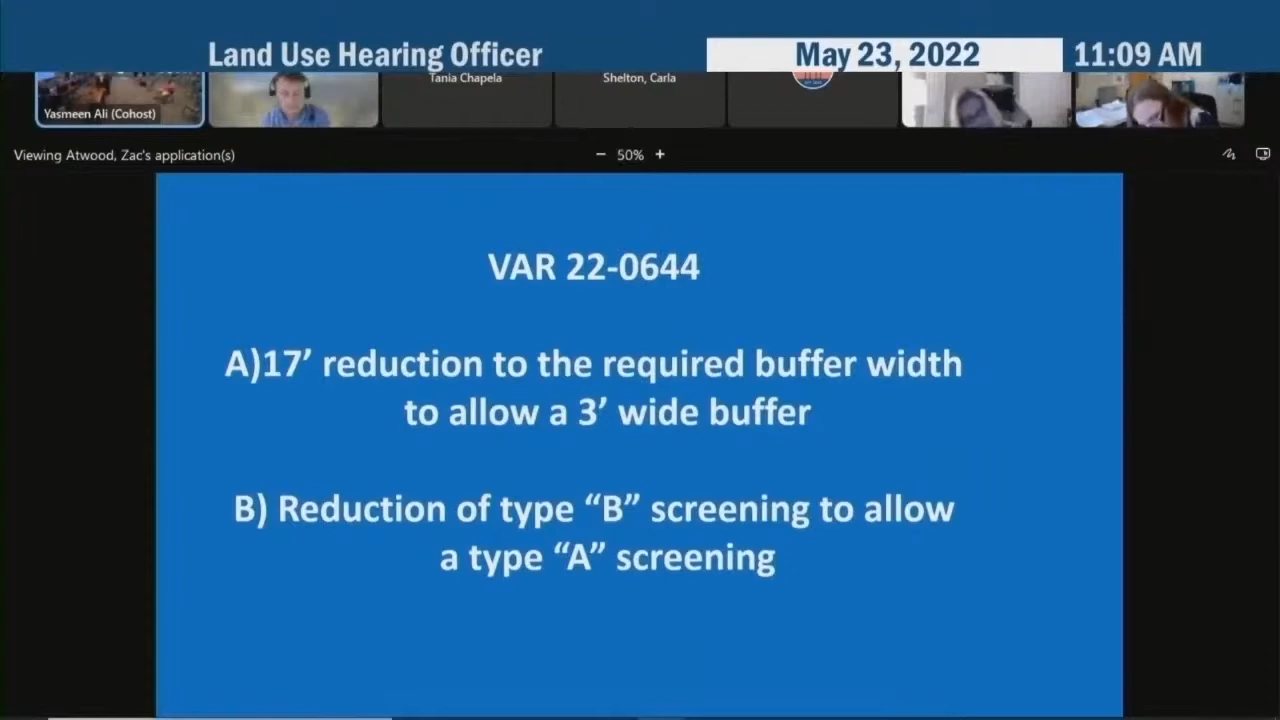 Land Use Hearing Officer
May 23, 2022
11:09 AM
Yasmeen Ali (Cohost)
Tania Chapela
Shelton, Carla
Viewing Atwood, Zac's application(s)
− 50% +
VAR 22-0644
A)17’ reduction to the required buffer width
to allow a 3’ wide buffer
B) Reduction of type “B” screening to allow
a type “A” screening